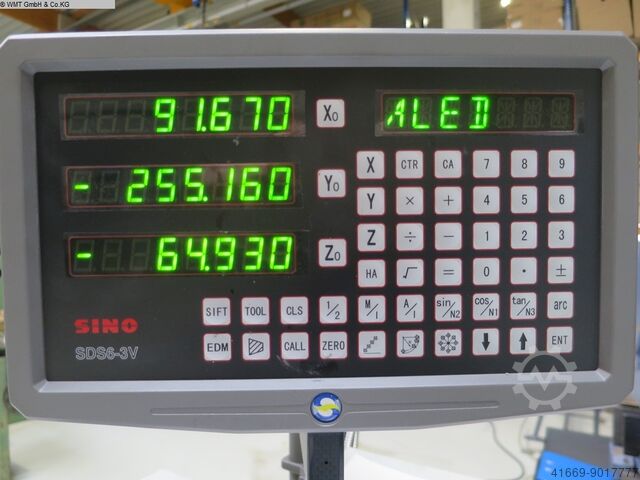 © WMT GmbH & Co.KG
91.670 X₀ ALED
- 255.160 Y₀
- 64.930 Z₀
X CTR CA 7 8 9
Y × + 4 5 6
Z ÷ - 1 2 3
HA √ = 0 . ±
SIFT TOOL CLS 1/2 M/I A/I sin/N2 cos/N1 tan/N3 arc
EDM CALL ZERO ENT
SINO
SDS6-3V
41669-9017777